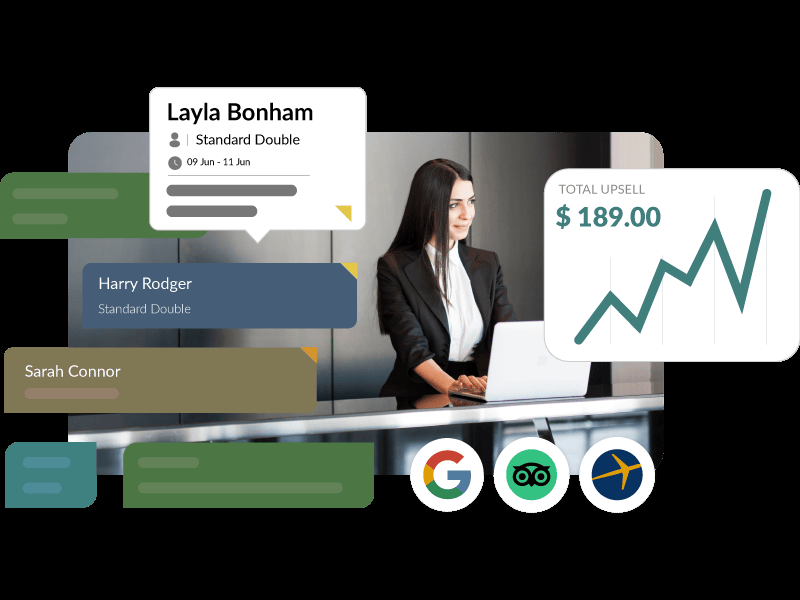 Layla Bonham
Standard Double
09 Jun - 11 Jun
TOTAL UPSELL
$ 189.00
Harry Rodger
Standard Double
Sarah Connor